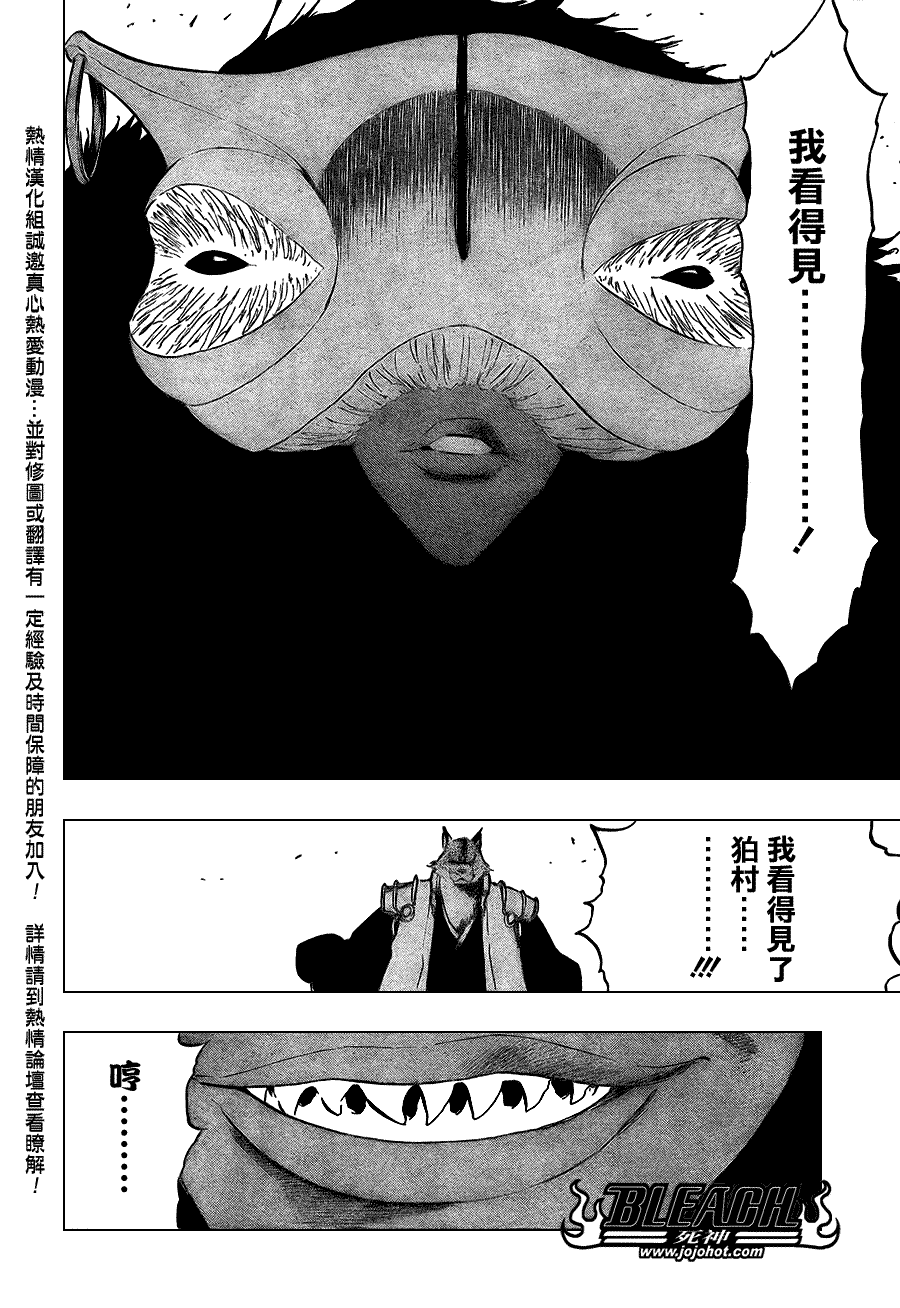 我看得見…………………！
我看得見了
狛村……
…………!!!
哼…………
熱情漢化組誠邀真心熱愛動漫…並對修圖或翻譯有一定經驗及時間保障的朋友加入！　詳情請到熱情論壇查看瞭解！
BLEACH
死神
www.jojohot.com